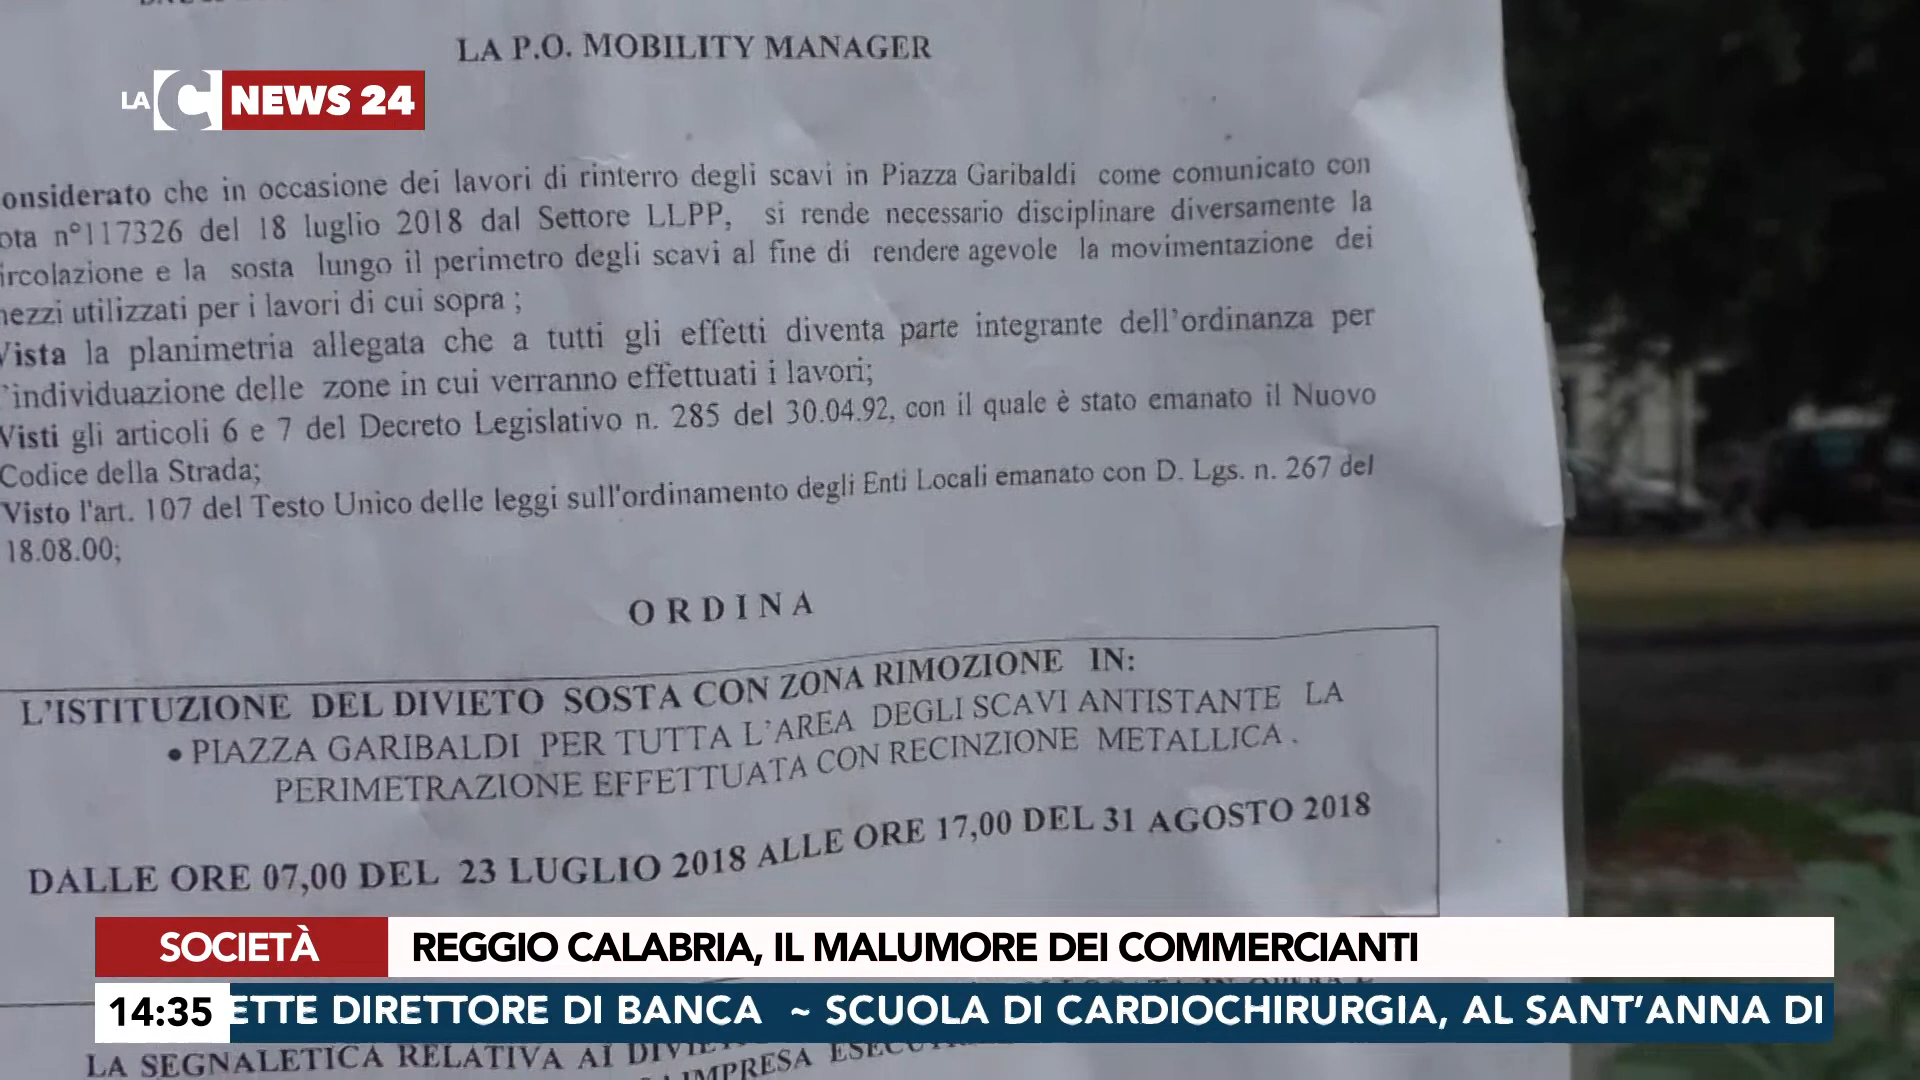 LA P.O. MOBILITY MANAGER
LA C NEWS 24
onsiderato che in occasione dei lavori di rinterro degli scavi in Piazza Garibaldi come comunicato con
ota n°117326 del 18 luglio 2018 dal Settore LLPP, si rende necessario disciplinare diversamente la
ircolazione e la sosta lungo il perimetro degli scavi al fine di rendere agevole la movimentazione dei
ezzi utilizzati per i lavori di cui sopra ;
Vista la planimetria allegata che a tutti gli effetti diventa parte integrante dell'ordinanza per
l'individuazione delle zone in cui verranno effettuati i lavori;
Visti gli articoli 6 e 7 del Decreto Legislativo n. 285 del 30.04.92, con il quale è stato emanato il Nuovo
Codice della Strada;
Visto l'art. 107 del Testo Unico delle leggi sull'ordinamento degli Enti Locali emanato con D. Lgs. n. 267 del
18.08.00;
ORDINA
L'ISTITUZIONE DEL DIVIETO SOSTA CON ZONA RIMOZIONE IN:
• PIAZZA GARIBALDI PER TUTTA L'AREA DEGLI SCAVI ANTISTANTE LA
PERIMETRAZIONE EFFETTUATA CON RECINZIONE METALLICA .
DALLE ORE 07,00 DEL 23 LUGLIO 2018 ALLE ORE 17,00 DEL 31 AGOSTO 2018
SOCIETÀ REGGIO CALABRIA, IL MALUMORE DEI COMMERCIANTI
14:35 ETTE DIRETTORE DI BANCA ~ SCUOLA DI CARDIOCHIRURGIA, AL SANT'ANNA DI
LA SEGNALETICA RELATIVA AI
IMPRESA